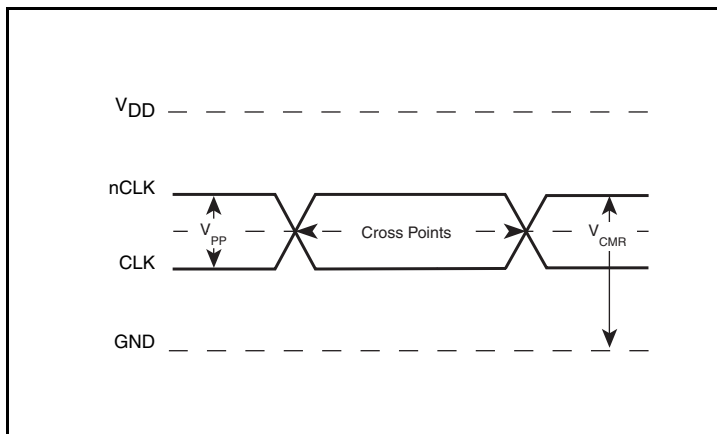 VDD
nCLK
VPP
Cross Points
VCMR
CLK
GND